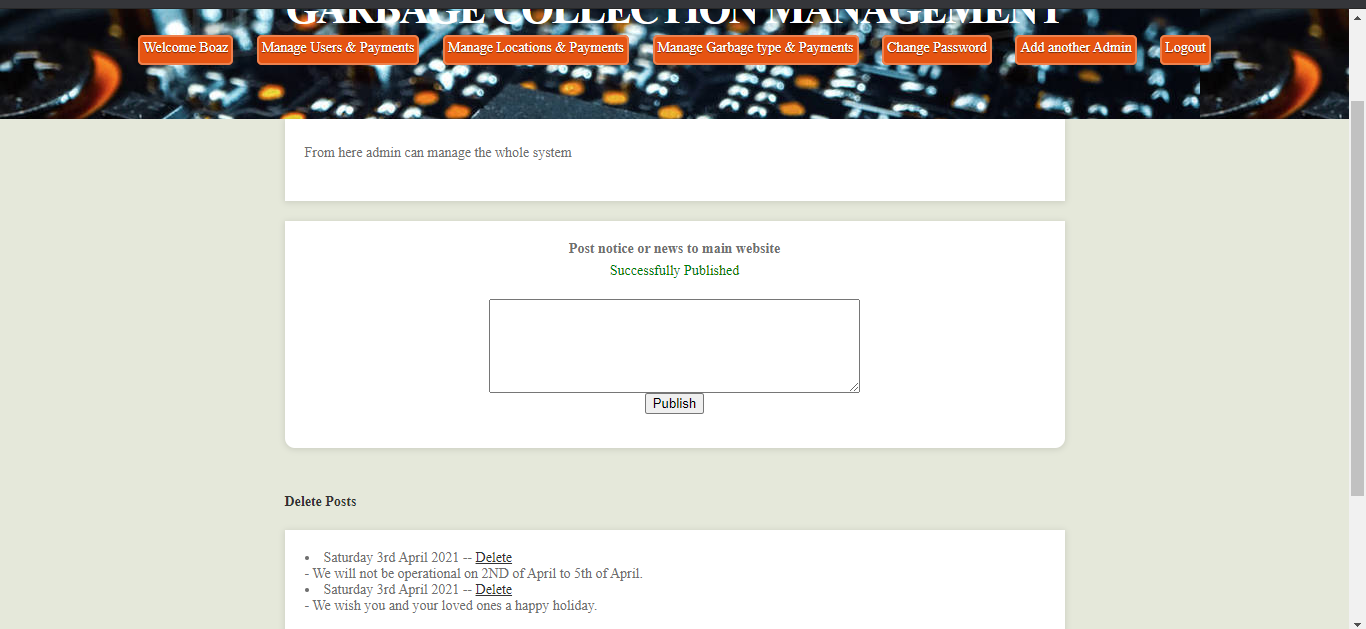 GARBAGE COLLECTION MANAGEMENT
Welcome Boaz Manage Users & Payments Manage Locations & Payments Manage Garbage type & Payments Change Password Add another Admin Logout
From here admin can manage the whole system
Post notice or news to main website
Successfully Published
Publish
Delete Posts
• Saturday 3rd April 2021 -- Delete
- We will not be operational on 2ND of April to 5th of April.
• Saturday 3rd April 2021 -- Delete
- We wish you and your loved ones a happy holiday.